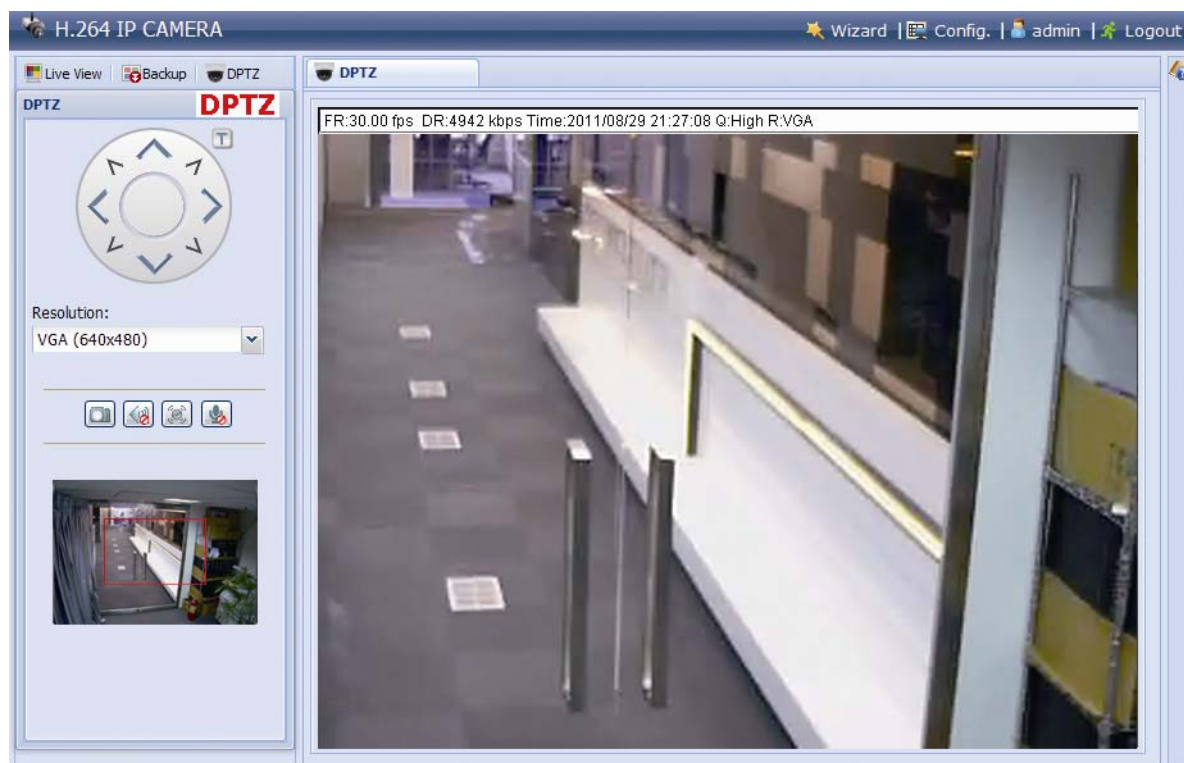 H.264 IP CAMERA
Wizard | Config. | admin | Logout
Live View | Backup | DPTZ
DPTZ DPTZ
T
Resolution:
VGA (640x480)
DPTZ
FR:30.00 fps DR:4942 kbps Time:2011/08/29 21:27:08 Q:High R:VGA